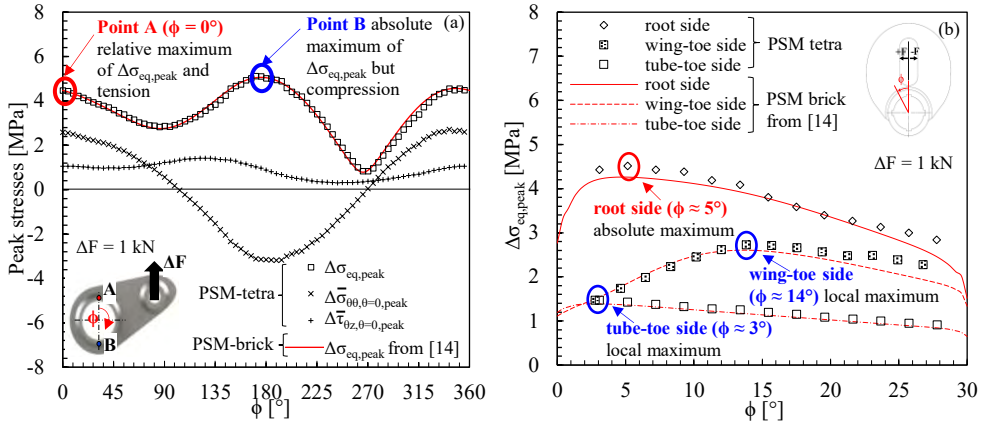 (a)
Point A (ϕ = 0°)
relative maximum
of Δσeq,peak and
tension
Point B absolute
maximum of
Δσeq,peak but
compression
Peak stresses [MPa]
8
6
4
2
0
-2
-4
-6
-8
0
45
90
135
180
225
270
315
360
ϕ [°]
ΔF = 1 kN
ΔF
A
ϕ
B
PSM-tetra
Δσeq,peak
Δσ̅θθ,θ=0,peak
Δτ̅θz,θ=0,peak
PSM-brick
Δσeq,peak from [14]
(b)
root side
wing-toe side
tube-toe side
PSM tetra
root side
wing-toe side
tube-toe side
PSM brick
from [14]
+F
-F
ϕ
ΔF = 1 kN
Δσeq,peak [MPa]
8
7
6
5
4
3
2
1
0
root side (ϕ ≈ 5°)
absolute maximum
wing-toe side
(ϕ ≈ 14°) local maximum
tube-toe side (ϕ ≈ 3°)
local maximum
0
5
10
15
20
25
30
ϕ [°]